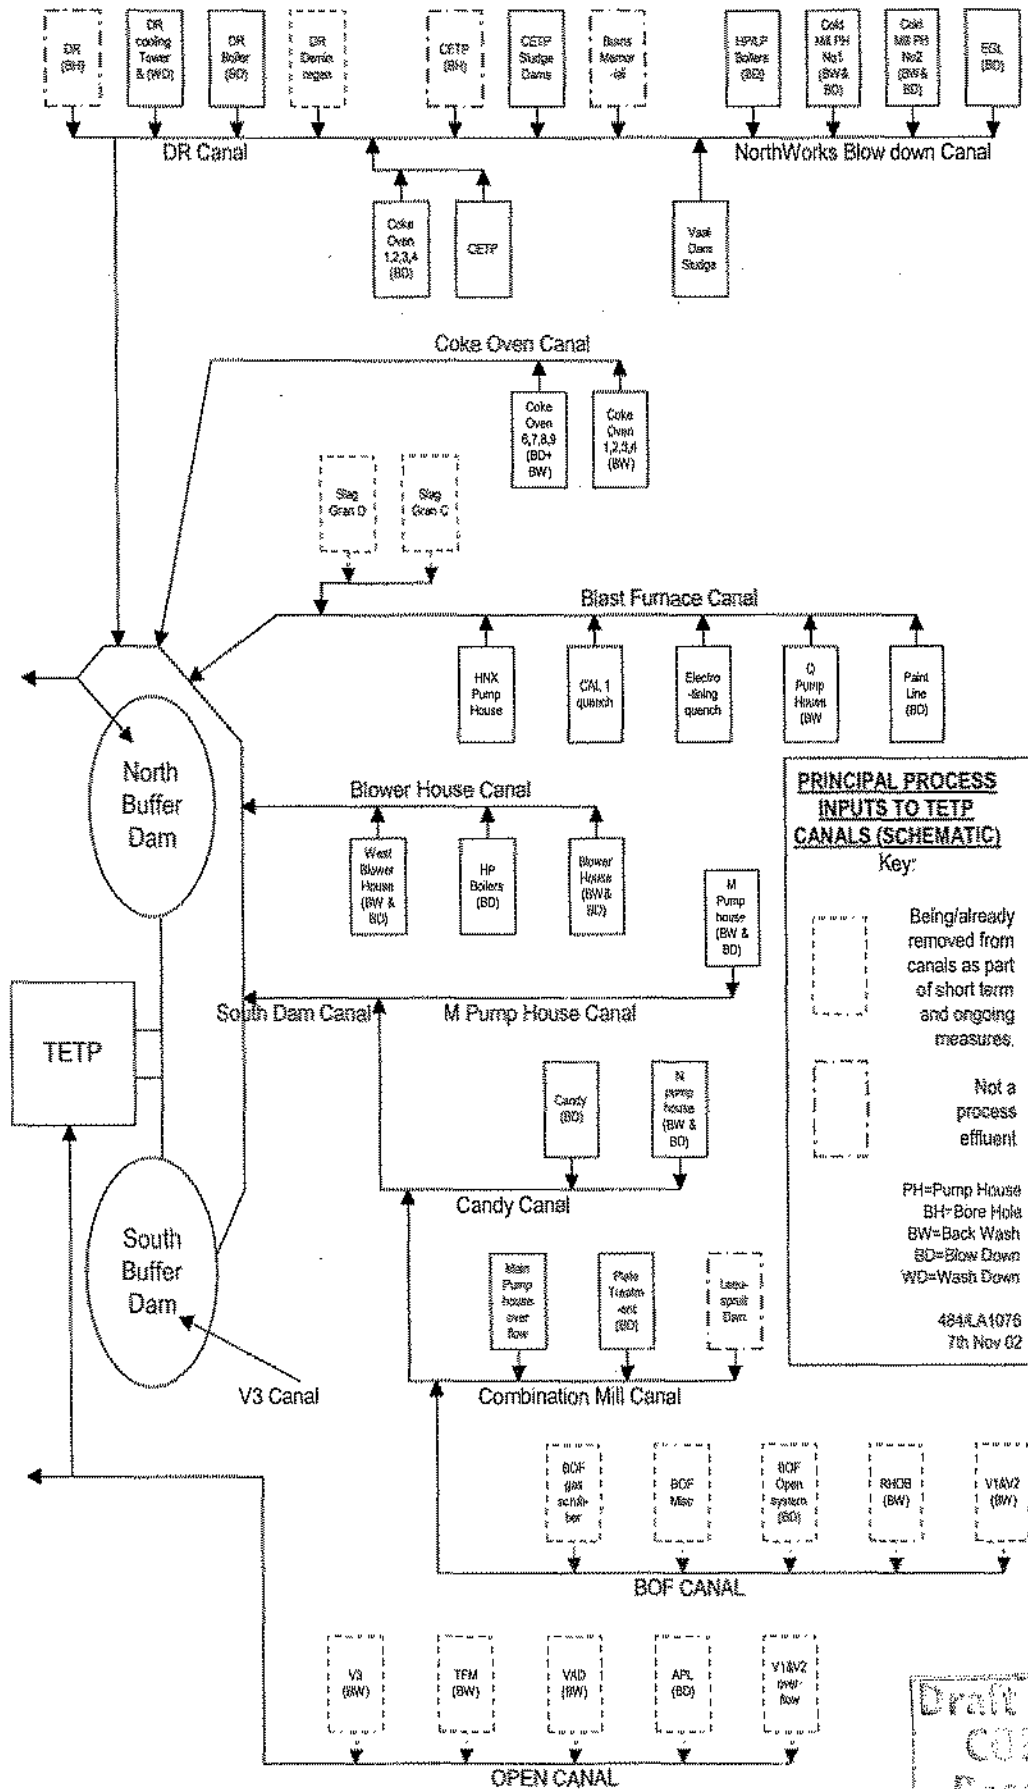 DR
(BH)
DR
cooling
Tower
& (WD)
DR
Boiler
(BD)
DR
Demin
regen
CETP
(BH)
CETP
Sludge
Dams
HP/LP
Boilers
(BD)
Cold
Mill PH
No1
(BW&
BD)
Cold
Mill PH
No2
(BW&
BD)
EGL
(BD)
DR Canal
NorthWorks Blow down Canal
Coke
Oven
1,2,3,4
(BD)
CETP
Vaal
Dam
Sludge
Coke Oven Canal
Coke
Oven
6,7,8,9
(BD+
BW)
Coke
Oven
1,2,3,4
(BW)
Slag
Gran D
Slag
Gran C
Blast Furnace Canal
HNX
Pump
House
CAL 1
quench
Electro
-tining
quench
Q
Pump
House
(BW
Paint
Line
(BD)
North
Buffer
Dam
Blower House Canal
West
Blower
House
(BW &
BD)
HP
Boilers
(BD)
Blower
House
(BW&
BD)
M
Pump
house
(BW &
BD)
PRINCIPAL PROCESS
INPUTS TO TETP
CANALS (SCHEMATIC)
Key:
Being/already
removed from
canals as part
of short term
and ongoing
measures.
Not a
process
effluent
PH=Pump House
BH=Bore Hole
BW=Back Wash
BD=Blow Down
WD=Wash Down
484/LA1076
7th Nov 02
South Dam Canal
M Pump House Canal
TETP
Candy
(BD)
N
pump
house
(BW &
BD)
Candy Canal
South
Buffer
Dam
V3 Canal
Main
Pump
house
over
flow
Plate
Treatm
-ent
(BD)
Leeu-
spruit
Dam
Combination Mill Canal
BOF
gas
scrub-
ber
BOF
Misc
BOF
Open
system
(BD)
RHOB
(BW)
V1&V2
(BW)
BOF CANAL
V3
(BW)
TFM
(BW)
VAD
(BW)
APL
(BD)
V1&V2
over-
flow
OPEN CANAL
Draft